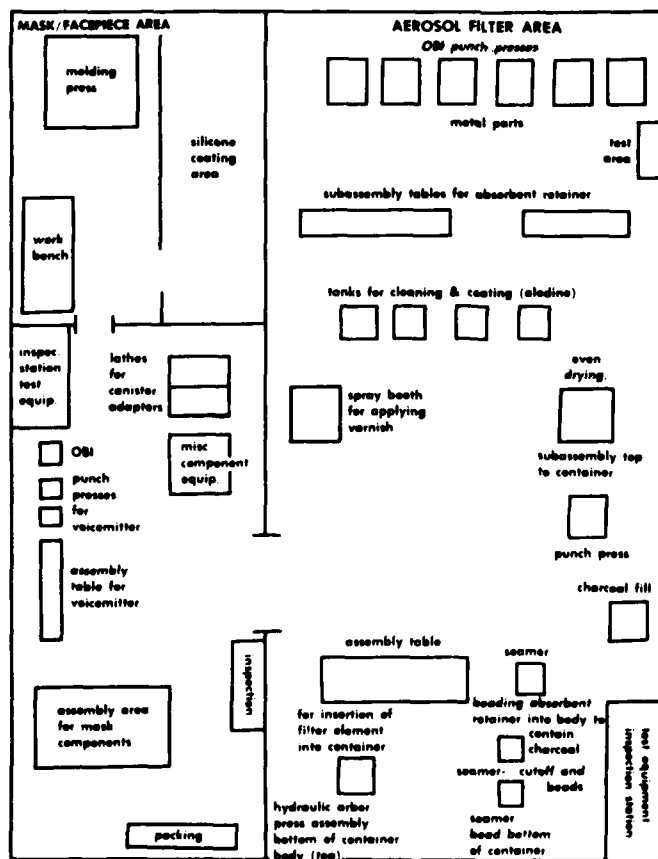 MASK/FACEPIECE AREA
molding
press
silicone
coating
area
work
bench
inspec.
station
test
equip.
lathes
for
canister
adapters
misc
component
equip.
OBI
punch
presses
for
voicemitter
assembly
table for
voicemitter
inspection
assembly area
for mask
components
packing
AEROSOL FILTER AREA
OBI punch presses
metal parts
test
area
subassembly tables for absorbent retainer
tanks for cleaning & coating (alodine)
spray booth
for applying
varnish
oven
drying.
subassembly top
to container
punch press
charcoal fill
assembly table
for insertion of
filter element
into container
hydraulic arbor
press assembly
bottom of container
body (top)
seamer
beading absorbent
retainer into body to
contain
charcoal
seamer- cutoff and
beads
seamer
bead bottom
of container
test equipment
inspection station